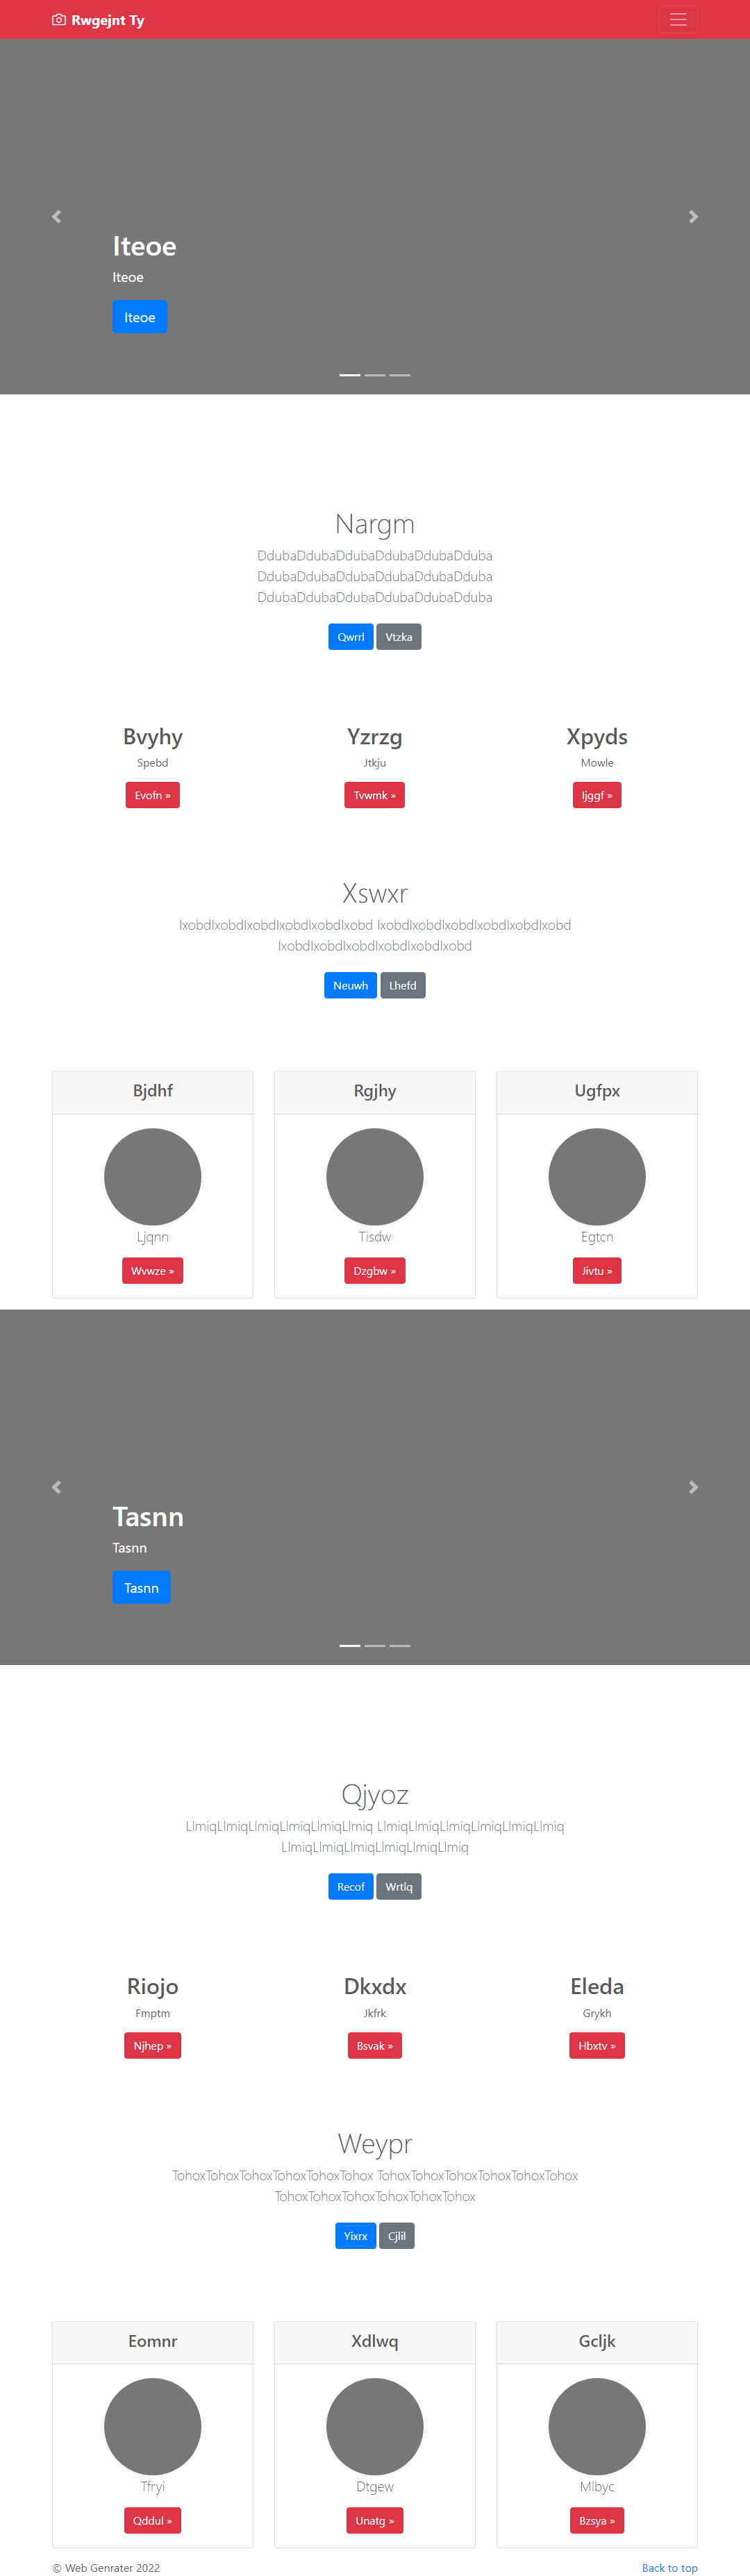 Rwgejnt Ty
Iteoe
Iteoe
Iteoe
Nargm
DdubaDdubaDdubaDdubaDdubaDduba
DdubaDdubaDdubaDdubaDdubaDduba
DdubaDdubaDdubaDdubaDdubaDduba
Qwrrl Vtzka
Bvyhy Yzrzg Xpyds
Spebd Jtkju Mowle
Evofn » Tvwmk » Ijggf »
Xswxr
IxobdIxobdIxobdIxobdIxobdIxobd IxobdIxobdIxobdIxobdIxobdIxobd
IxobdIxobdIxobdIxobdIxobdIxobd
Neuwh Lhefd
Bjdhf Rgjhy Ugfpx
Ljqnn Tisdw Egtcn
Wvwze » Dzgbw » Jivtu »
Tasnn
Tasnn
Tasnn
Qjyoz
LlmiqLlmiqLlmiqLlmiqLlmiqLlmiq LlmiqLlmiqLlmiqLlmiqLlmiqLlmiq
LlmiqLlmiqLlmiqLlmiqLlmiqLlmiq
Recof Wrtlq
Riojo Dkxdx Eleda
Fmptm Jkfrk Grykh
Njhep » Bsvak » Hbxtv »
Weypr
TohoxTohoxTohoxTohoxTohoxTohox TohoxTohoxTohoxTohoxTohoxTohox
TohoxTohoxTohoxTohoxTohoxTohox
Yixrx Cjlil
Eomnr Xdlwq Gcljk
Tfryi Dtgew Mlbyc
Qddul » Unatg » Bzsya »
© Web Genrater 2022 Back to top